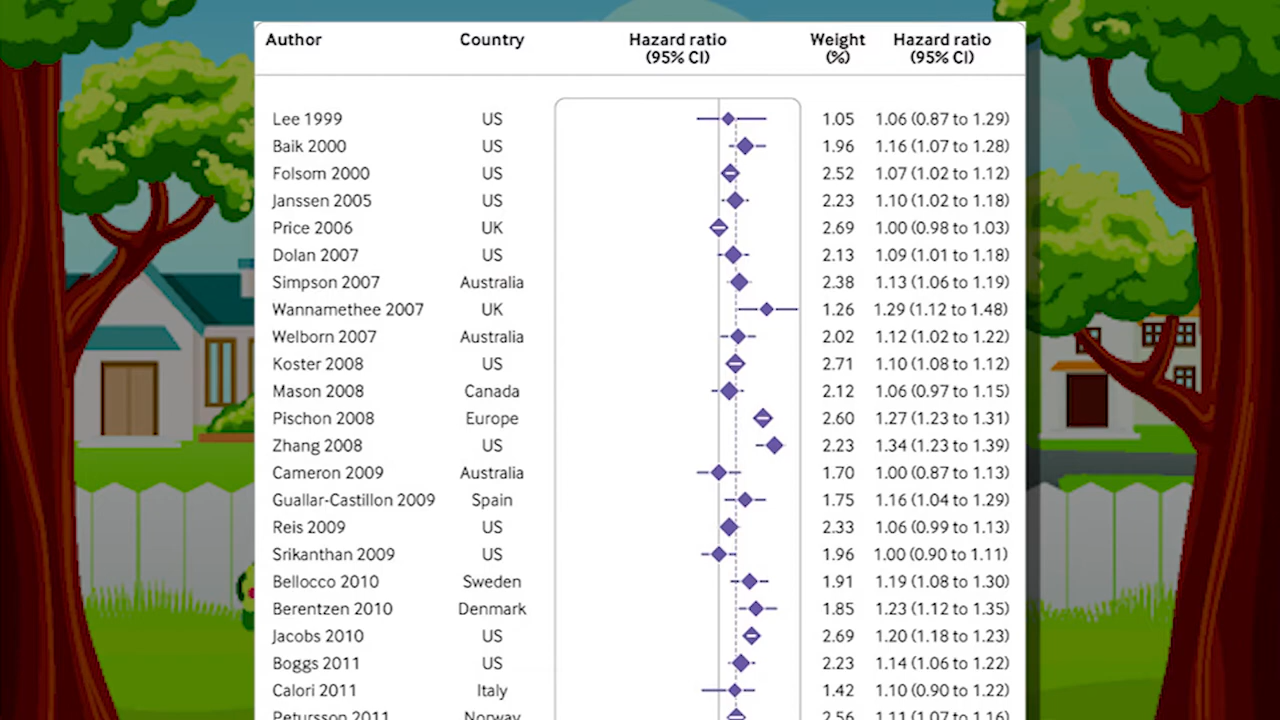 Author Country Hazard ratio (95% CI) Weight (%) Hazard ratio (95% CI)
Lee 1999 US 1.05 1.06 (0.87 to 1.29)
Baik 2000 US 1.96 1.16 (1.07 to 1.28)
Folsom 2000 US 2.52 1.07 (1.02 to 1.12)
Janssen 2005 US 2.23 1.10 (1.02 to 1.18)
Price 2006 UK 2.69 1.00 (0.98 to 1.03)
Dolan 2007 US 2.13 1.09 (1.01 to 1.18)
Simpson 2007 Australia 2.38 1.13 (1.06 to 1.19)
Wannamethee 2007 UK 1.26 1.29 (1.12 to 1.48)
Welborn 2007 Australia 2.02 1.12 (1.02 to 1.22)
Koster 2008 US 2.71 1.10 (1.08 to 1.12)
Mason 2008 Canada 2.12 1.06 (0.97 to 1.15)
Pischon 2008 Europe 2.60 1.27 (1.23 to 1.31)
Zhang 2008 US 2.23 1.34 (1.23 to 1.39)
Cameron 2009 Australia 1.70 1.00 (0.87 to 1.13)
Guallar-Castillon 2009 Spain 1.75 1.16 (1.04 to 1.29)
Reis 2009 US 2.33 1.06 (0.99 to 1.13)
Srikanthan 2009 US 1.96 1.00 (0.90 to 1.11)
Bellocco 2010 Sweden 1.91 1.19 (1.08 to 1.30)
Berentzen 2010 Denmark 1.85 1.23 (1.12 to 1.35)
Jacobs 2010 US 2.69 1.20 (1.18 to 1.23)
Boggs 2011 US 2.23 1.14 (1.06 to 1.22)
Calori 2011 Italy 1.42 1.10 (0.90 to 1.22)
Petursson 2011 Norway 2.56 1.11 (1.07 to 1.16)